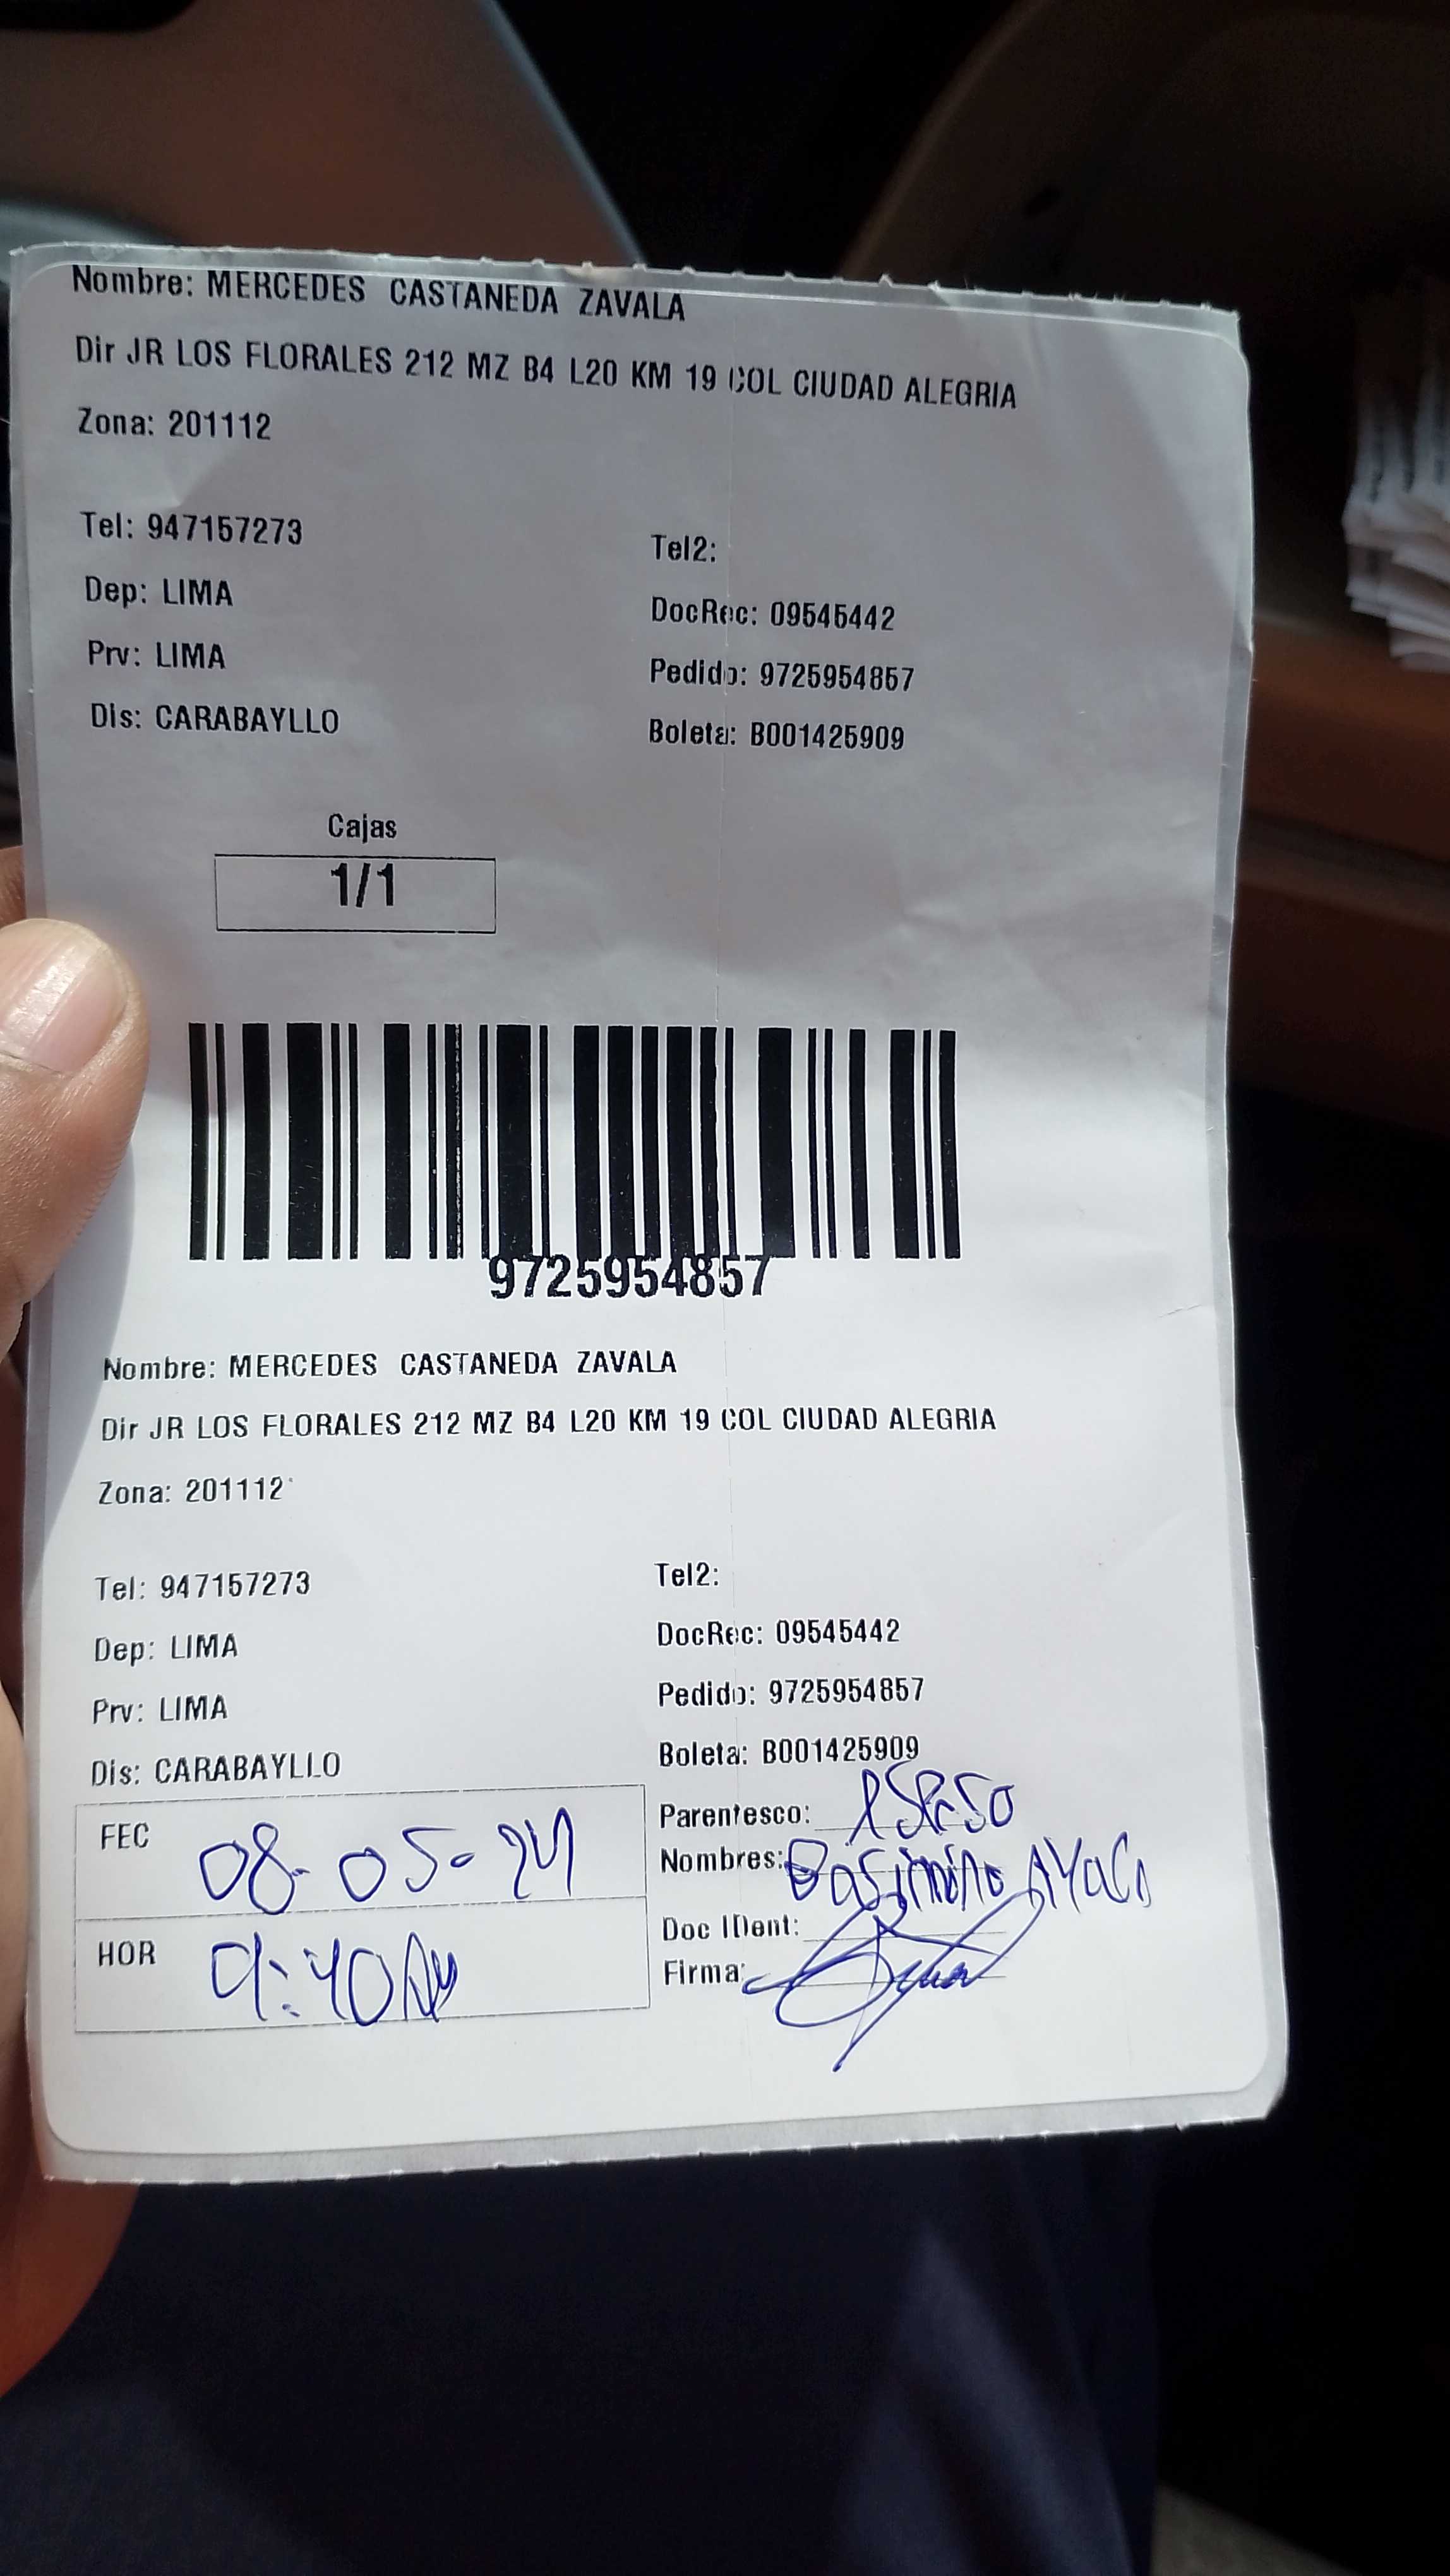 Nombre: MERCEDES CASTANEDA ZAVALA
Dir JR LOS FLORALES 212 MZ B4 L20 KM 19 COL CIUDAD ALEGRIA
Zona: 201112
Tel: 947157273
Tel2:
Dep: LIMA
DocRec: 09545442
Prv: LIMA
Pedido: 9725954857
Dis: CARABAYLLO
Boleta: B001425909
Cajas
1/1
9725954857
Nombre: MERCEDES CASTANEDA ZAVALA
Dir JR LOS FLORALES 212 MZ B4 L20 KM 19 COL CIUDAD ALEGRIA
Zona: 201112
Tel: 947157273
Tel2:
Dep: LIMA
DocRec: 09545442
Prv: LIMA
Pedido: 9725954857
Dis: CARABAYLLO
Boleta: B001425909
FEC 08-05-24
Parentesco:
Nombres:
HOR 9:40AM
Doc IDent:
Firma: